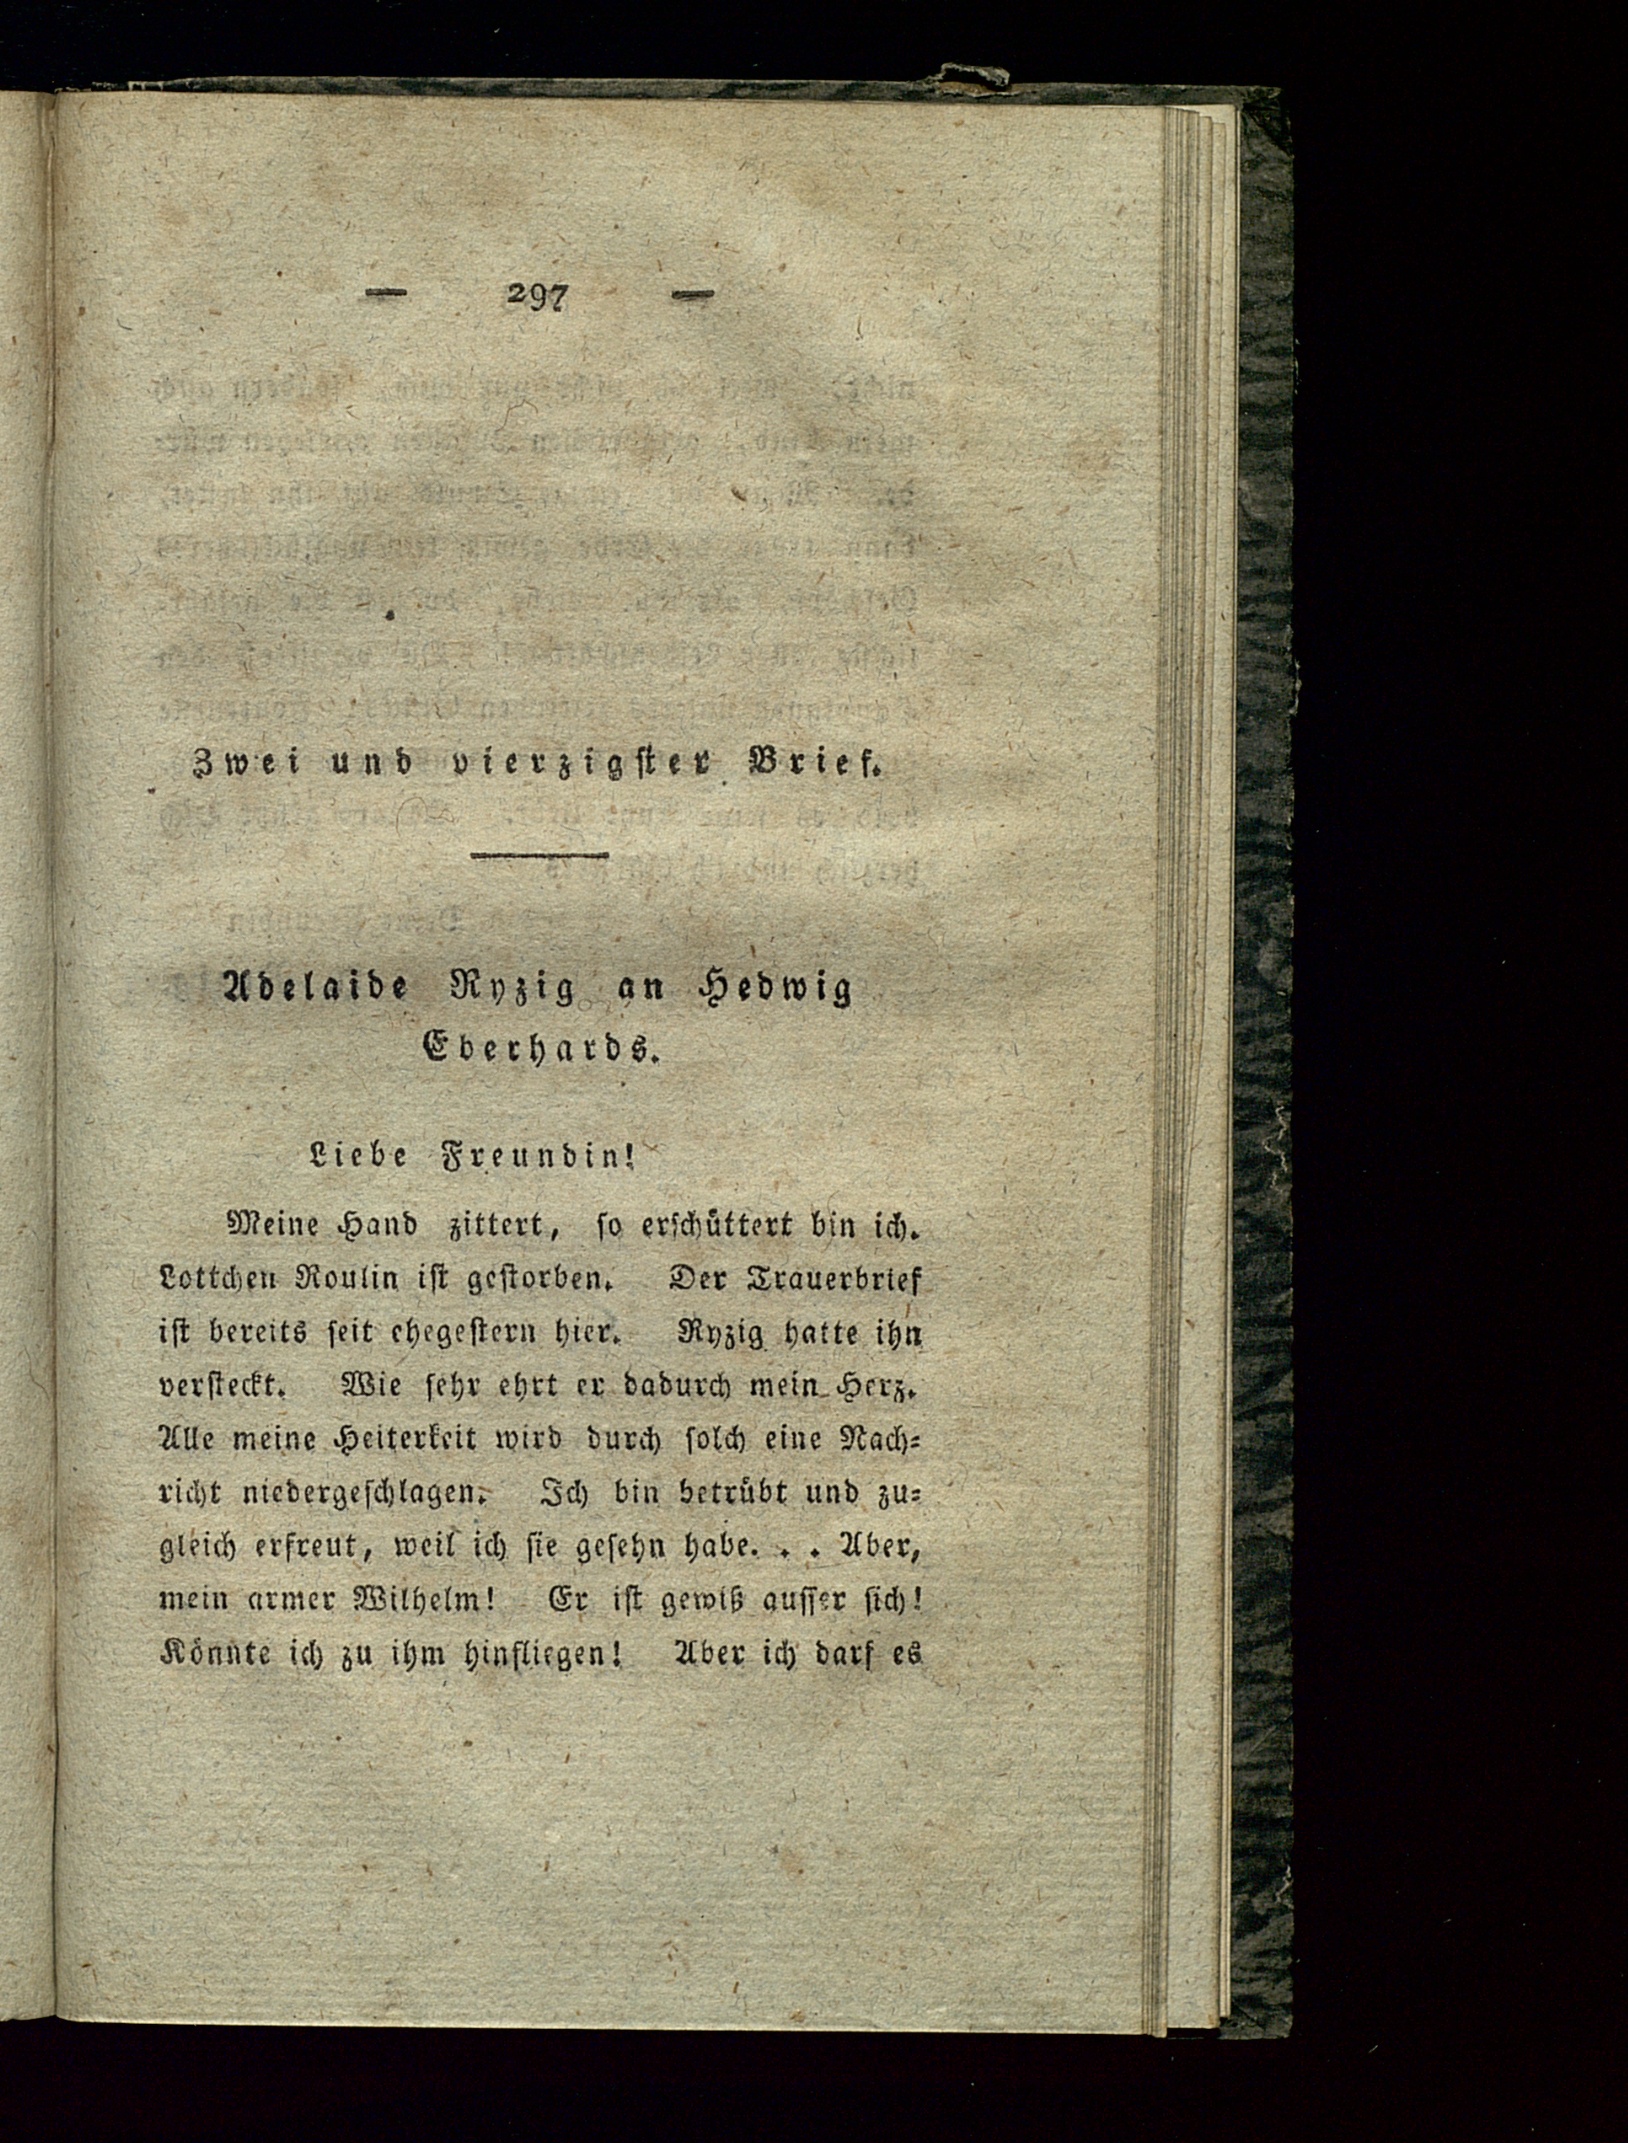 — 297 —
Zwei und vierzigster Brief.
Adelaide Ryzig an Hedwig
Eberhards.
Liebe Freundin!
Meine Hand zittert, so erschüttert bin ich.
Lottchen Roulin ist gestorben. Der Trauerbrief
ist bereits seit ehegestern hier. Ryzig hatte ihn
versteckt. Wie sehr ehrt er dadurch mein Herz.
Alle meine Heiterkeit wird durch solch eine Nach=
richt niedergeschlagen. Ich bin betrübt und zu=
gleich erfreut, weil ich sie gesehn habe. . . Aber,
mein armer Wilhelm! Er ist gewiß ausser sich!
Könnte ich zu ihm hinfliegen! Aber ich darf es